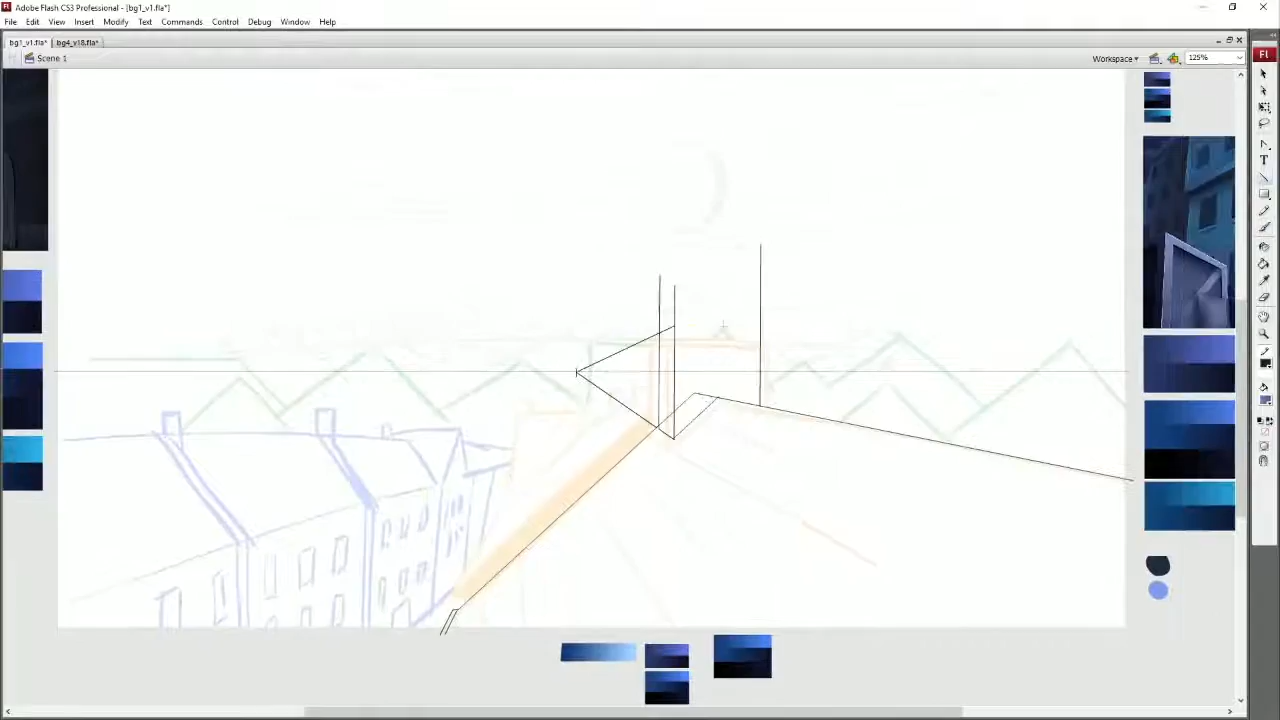 Adobe Flash CS3 Professional - [bg1_v1.fla*]
File Edit View Insert Modify Text Commands Control Debug Window Help
bg1_v1.fla* bg4_v18.fla*
Scene 1
Workspace 125%
Fl